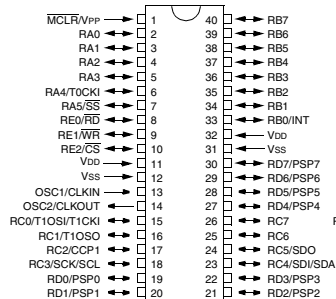 MCLR/VPP 1 40 RB7
RA0 2 39 RB6
RA1 3 38 RB5
RA2 4 37 RB4
RA3 5 36 RB3
RA4/T0CKI 6 35 RB2
RA5/SS 7 34 RB1
RE0/RD 8 33 RB0/INT
RE1/WR 9 32 VDD
RE2/CS 10 31 VSS
VDD 11 30 RD7/PSP7
VSS 12 29 RD6/PSP6
OSC1/CLKIN 13 28 RD5/PSP5
OSC2/CLKOUT 14 27 RD4/PSP4
RC0/T1OSI/T1CKI 15 26 RC7
RC1/T1OSO 16 25 RC6
RC2/CCP1 17 24 RC5/SDO
RC3/SCK/SCL 18 23 RC4/SDI/SDA
RD0/PSP0 19 22 RD3/PSP3
RD1/PSP1 20 21 RD2/PSP2